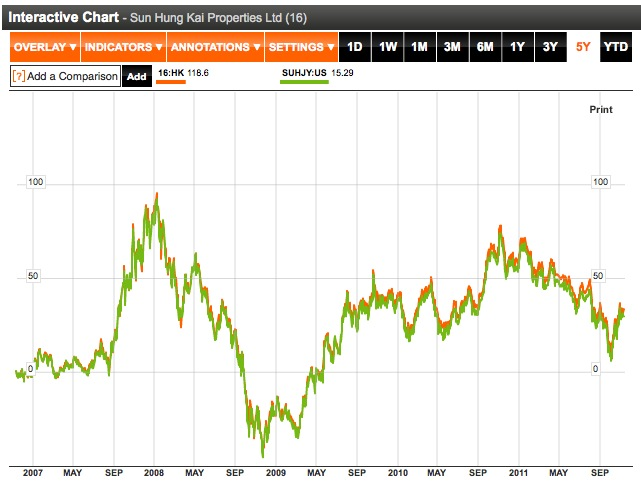 Interactive Chart - Sun Hung Kai Properties Ltd (16)
OVERLAY ▼ INDICATORS ▼ ANNOTATIONS ▼ SETTINGS ▼ 1D 1W 1M 3M 6M 1Y 3Y 5Y YTD
[?] Add a Comparison Add 16:HK 118.6 SUHJY:US 15.29
Print
100 100
50 50
0 0
2007 MAY SEP 2008 MAY SEP 2009 MAY SEP 2010 MAY SEP 2011 SEP